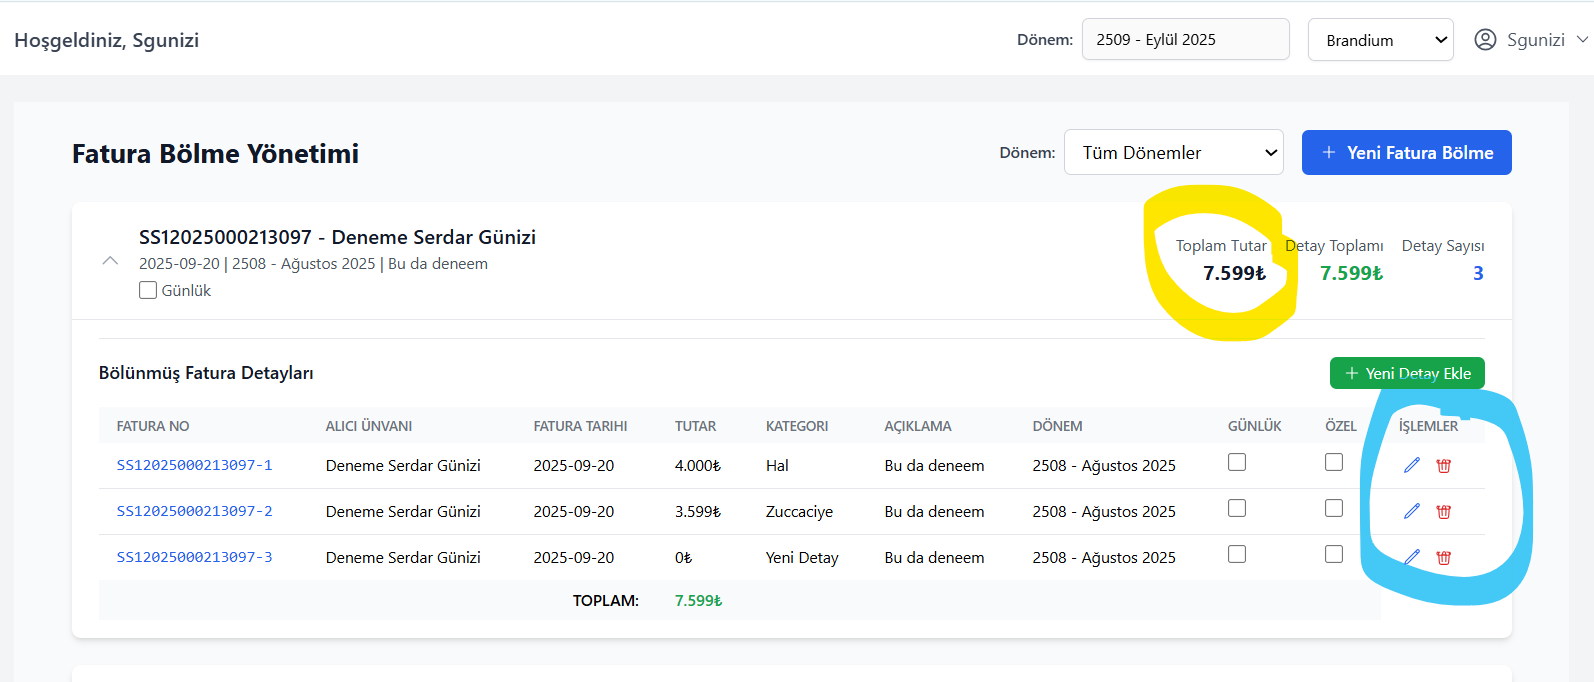 Hoşgeldiniz, Sgunizi
Dönem: 2509 - Eylül 2025 Brandium Sgunizi
Fatura Bölme Yönetimi
Dönem: Tüm Dönemler + Yeni Fatura Bölme
SS12025000213097 - Deneme Serdar Günizi
2025-09-20 | 2508 - Ağustos 2025 | Bu da deneem
Günlük
Toplam Tutar Detay Toplamı Detay Sayısı
7.599₺ 7.599₺ 3
Bölünmüş Fatura Detayları
+ Yeni Detay Ekle
FATURA NO ALICI ÜNVANI FATURA TARIHI TUTAR KATEGORI AÇIKLAMA DÖNEM GÜNLÜK ÖZEL İŞLEMLER
SS12025000213097-1 Deneme Serdar Günizi 2025-09-20 4.000₺ Hal Bu da deneem 2508 - Ağustos 2025
SS12025000213097-2 Deneme Serdar Günizi 2025-09-20 3.599₺ Zuccaciye Bu da deneem 2508 - Ağustos 2025
SS12025000213097-3 Deneme Serdar Günizi 2025-09-20 0₺ Yeni Detay Bu da deneem 2508 - Ağustos 2025
TOPLAM: 7.599₺